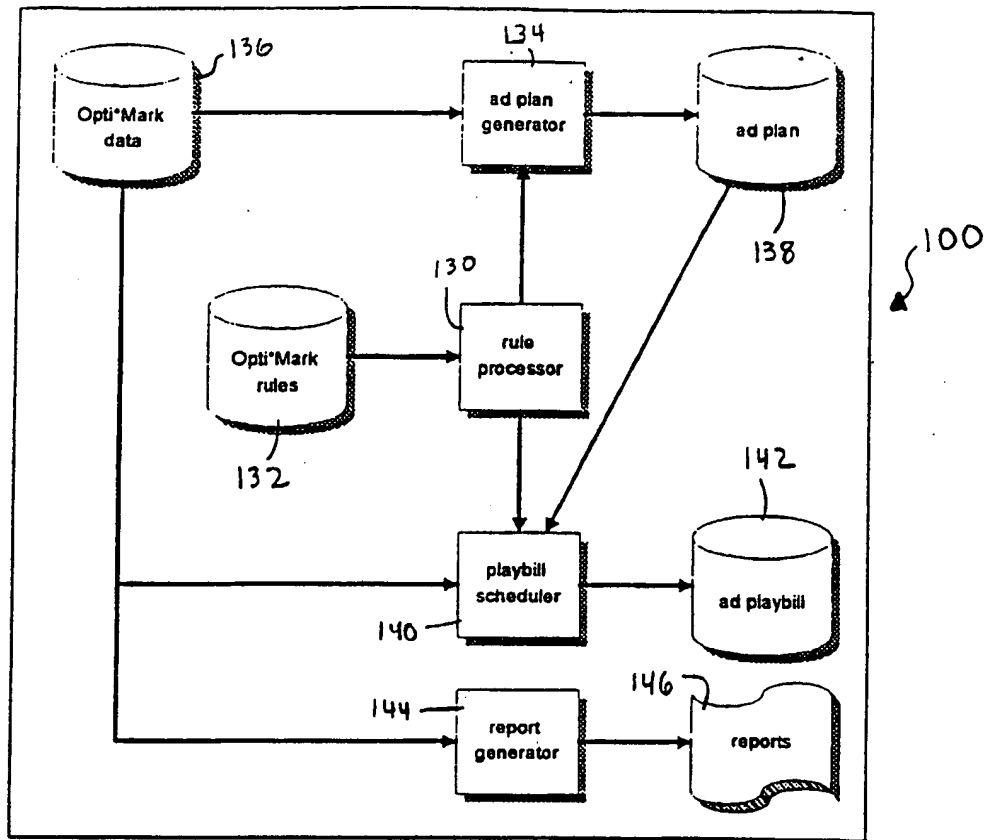 136
Opti*Mark
data
134
ad plan
generator
ad plan
138
100
130
Opti*Mark
rules
132
rule
processor
142
playbill
scheduler
140
ad playbill
144
report
generator
146
reports